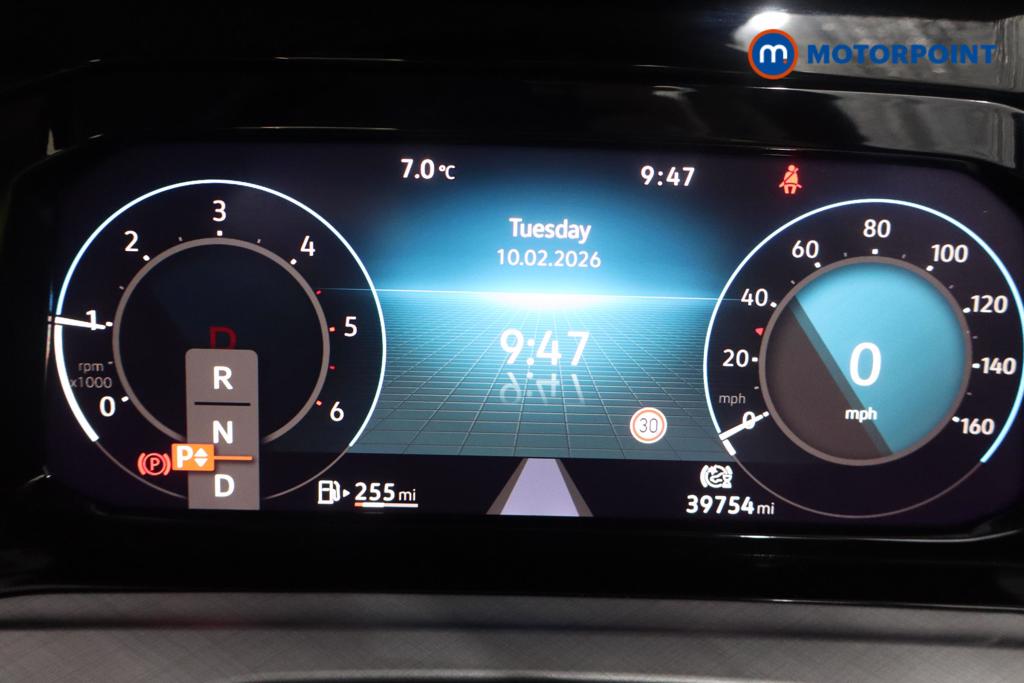 m. MOTORPOINT
7.0 °C 9:47
Tuesday
10.02.2026
9:47
0 1 2 3 4 5 6
rpm
x1000
P
R
N
P
D
P
255 mi
30
39754 mi
0 20 40 60 80 100 120 140 160
mph
0
mph